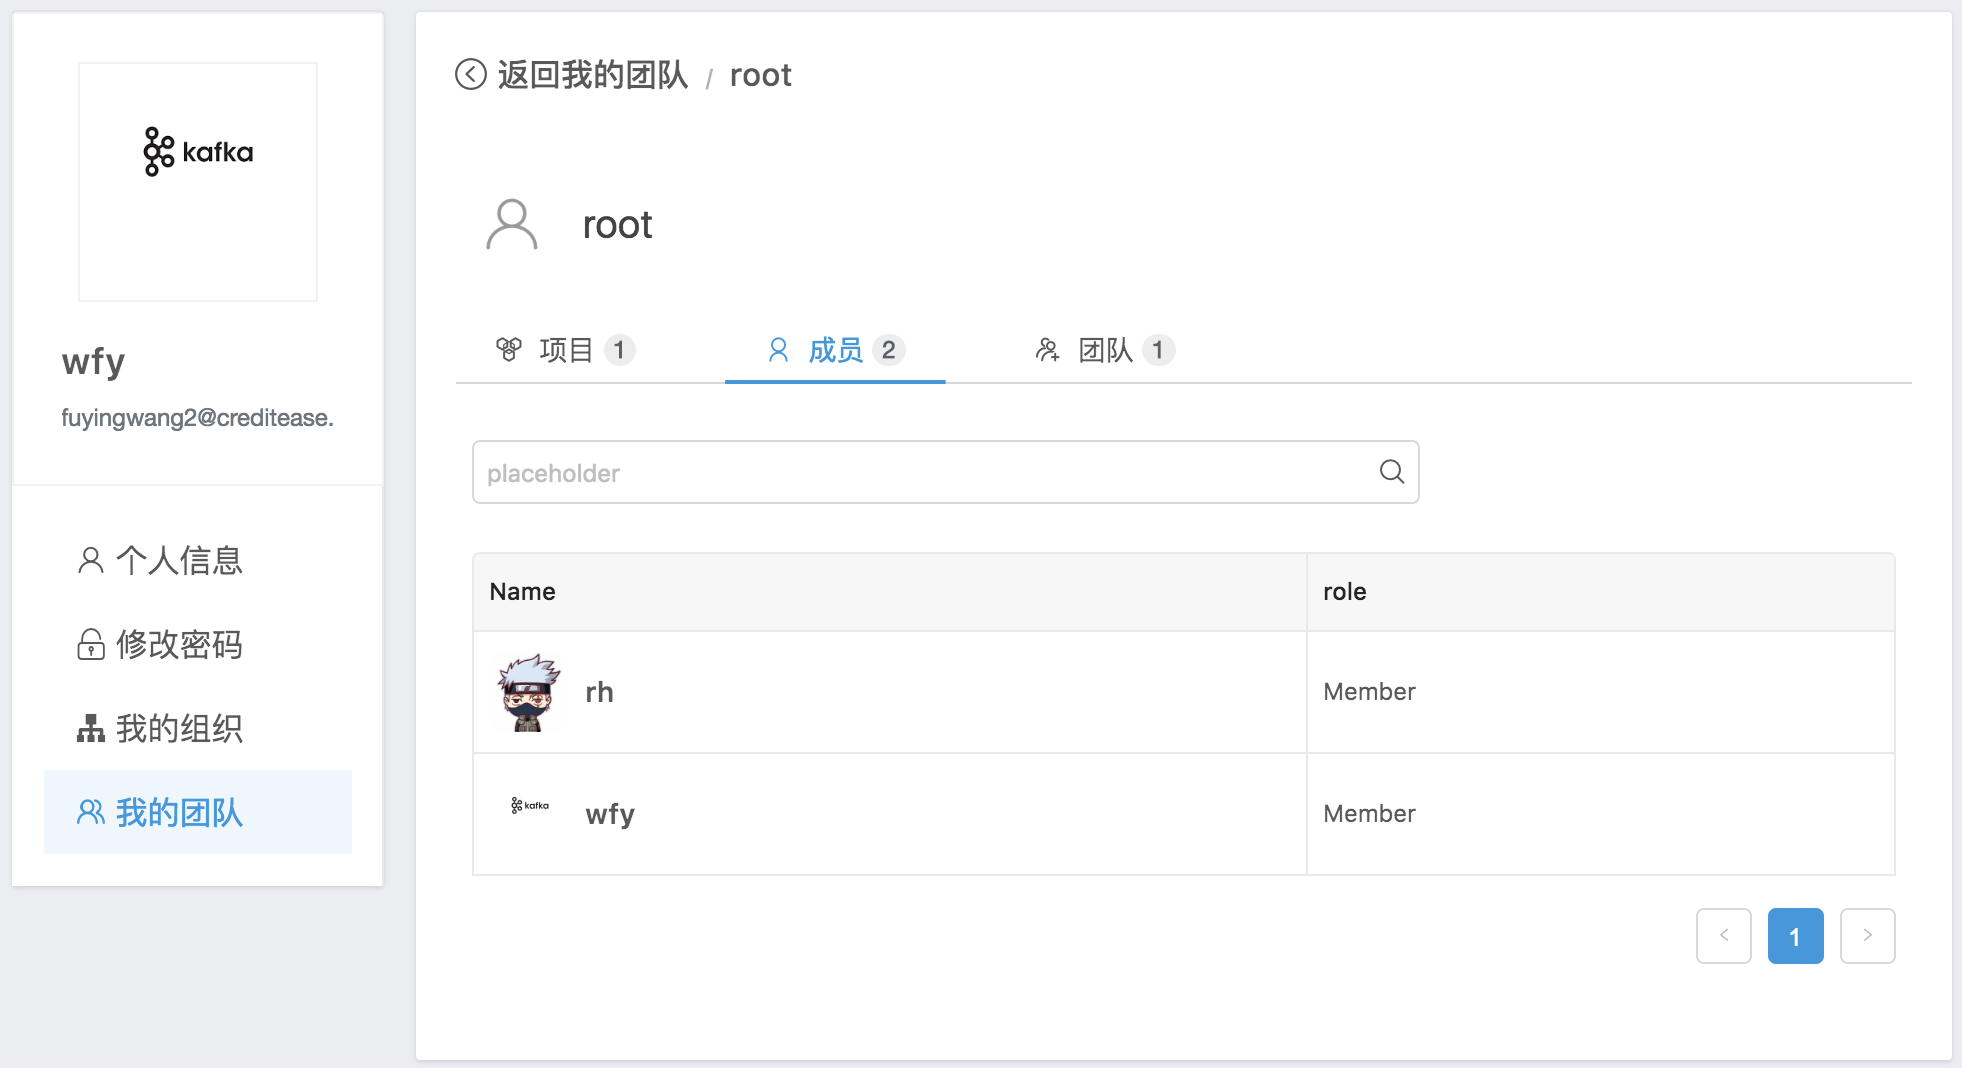 kafka
wfy
fuyingwang2@creditease.
个人信息
修改密码
我的组织
我的团队
返回我的团队 / root
root
项目 1 成员 2 团队 1
placeholder
Name role
rh Member
kafka wfy Member
< 1 >